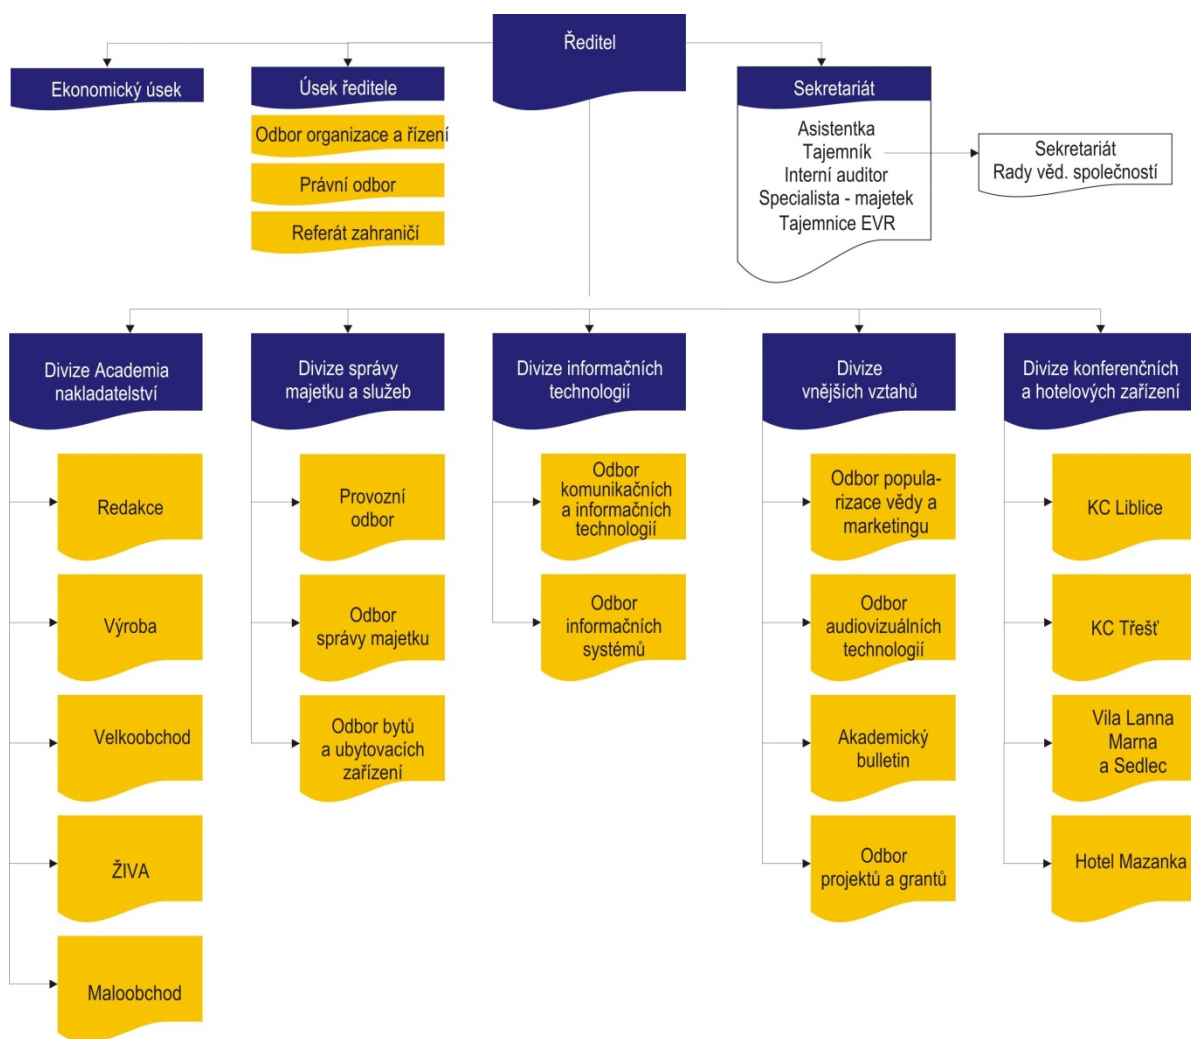 Ředitel
Ekonomický úsek
Úsek ředitele
Odbor organizace a řízení
Právní odbor
Referát zahraničí
Sekretariát
Asistentka
Tajemník
Interní auditor
Specialista - majetek
Tajemnice EVR
Sekretariát
Rady věd. společností
Divize Academia
nakladatelství
Redakce
Výroba
Velkoobchod
ŽIVA
Maloobchod
Divize správy
majetku a služeb
Provozní
odbor
Odbor
správy majetku
Odbor bytů
a ubytovacích
zařízení
Divize informačních
technologií
Odbor
komunikačních
a informačních
technologií
Odbor
informačních
systémů
Divize
vnějších vztahů
Odbor popula-
rizace vědy a
marketingu
Odbor
audiovizuálních
technologií
Akademický
bulletin
Odbor
projektů a grantů
Divize konferenčních
a hotelových zařízení
KC Liblice
KC Třešť
Vila Lanna
Marna
a Sedlec
Hotel Mazanka